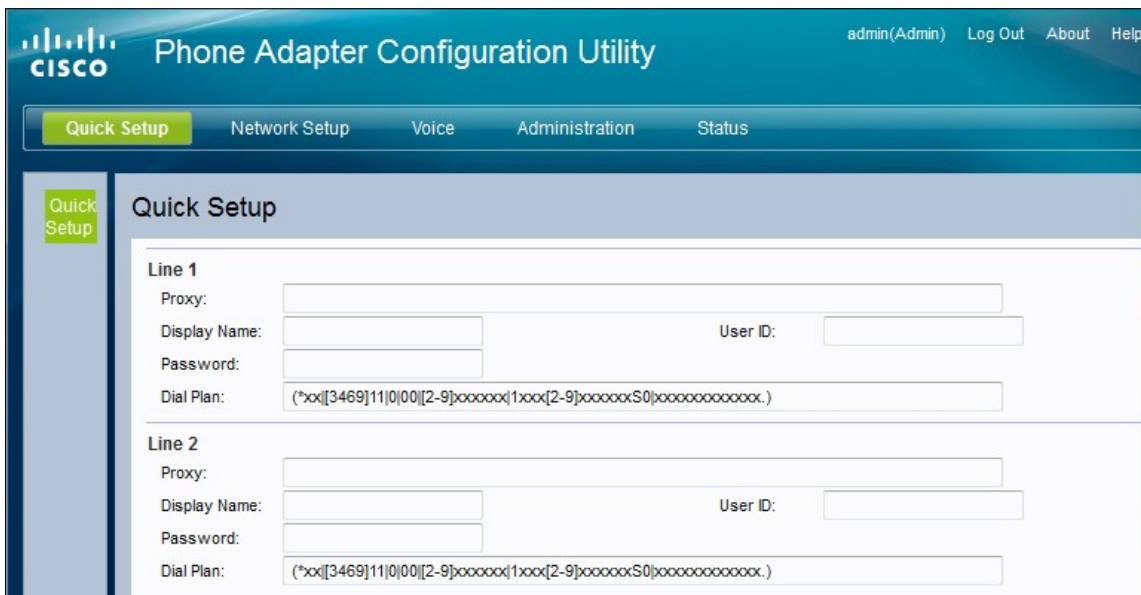 CISCO
Phone Adapter Configuration Utility
admin(Admin) Log Out About Help
Quick Setup Network Setup Voice Administration Status
Quick Setup
Quick Setup
Line 1
Proxy:
Display Name: User ID:
Password:
Dial Plan: (*xx|[3469]11|0|00|[2-9]xxxxxx|1xxx[2-9]xxxxxxS0|xxxxxxxxxxxx.)
Line 2
Proxy:
Display Name: User ID:
Password:
Dial Plan: (*xx|[3469]11|0|00|[2-9]xxxxxx|1xxx[2-9]xxxxxxS0|xxxxxxxxxxxx.)